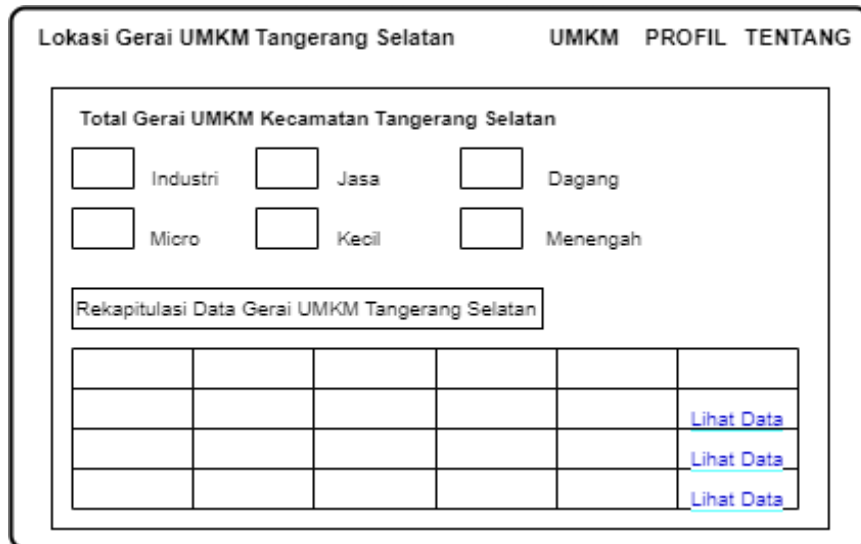 Lokasi Gerai UMKM Tangerang Selatan UMKM PROFIL TENTANG
Total Gerai UMKM Kecamatan Tangerang Selatan
Industri Jasa Dagang
Micro Kecil Menengah
Rekapitulasi Data Gerai UMKM Tangerang Selatan
Lihat Data
Lihat Data
Lihat Data